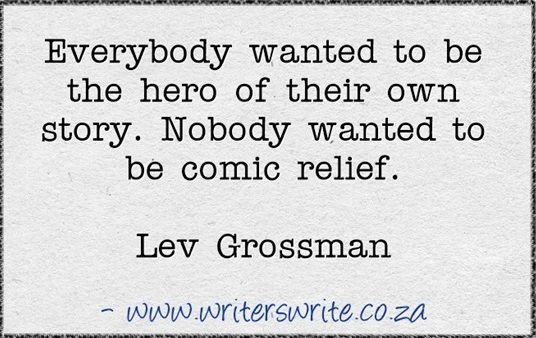 Everybody wanted to be
the hero of their own
story. Nobody wanted to
be comic relief.
Lev Grossman
- www.writerswrite.co.za